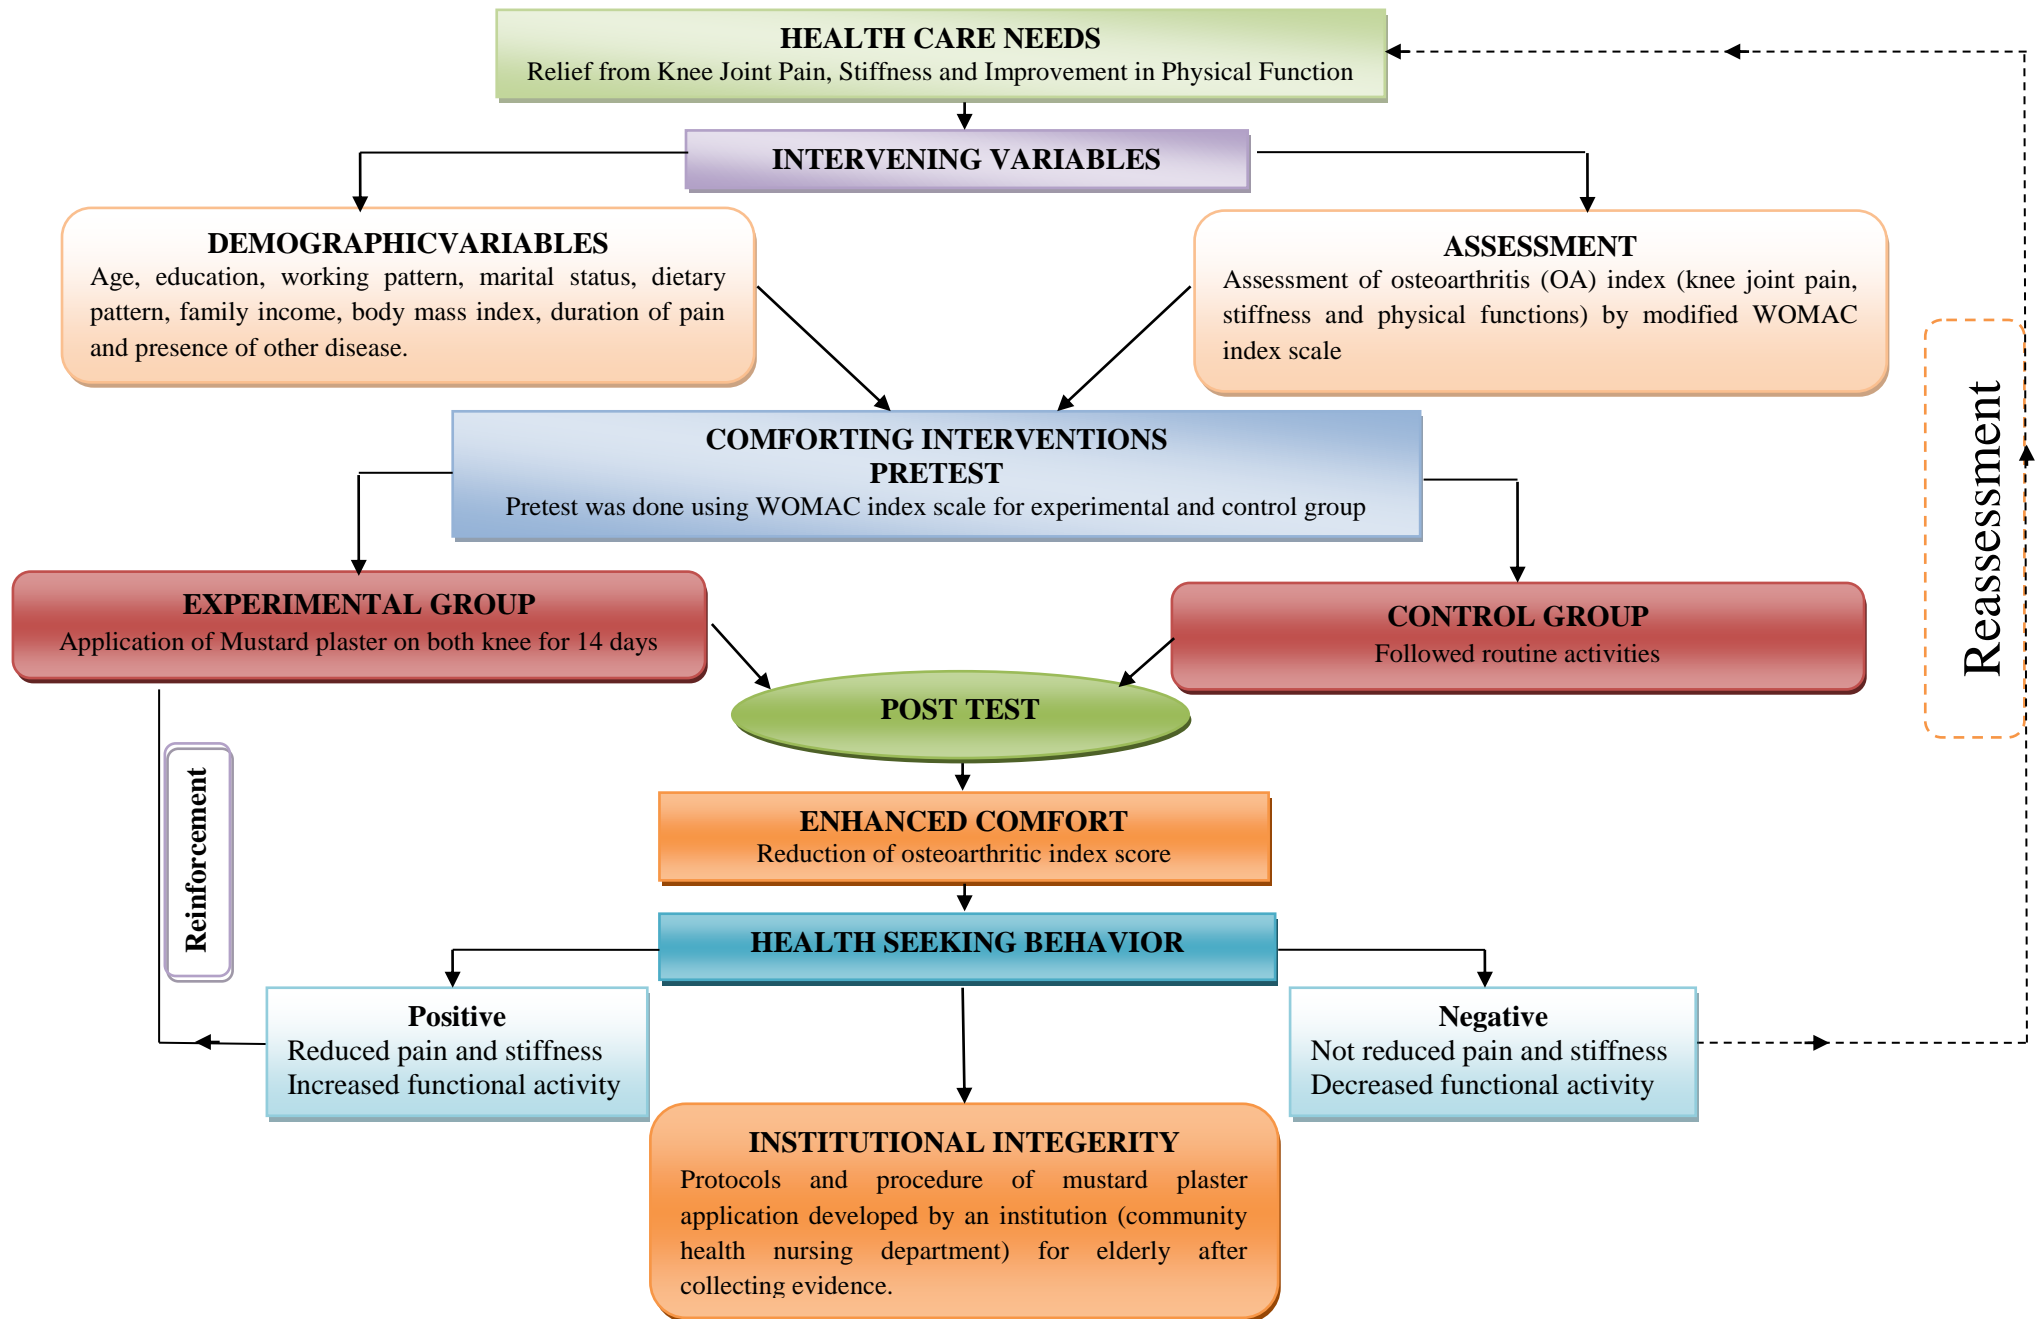 HEALTH CARE NEEDS
Relief from Knee Joint Pain, Stiffness and Improvement in Physical Function
INTERVENING VARIABLES
DEMOGRAPHICVARIABLES
Age, education, working pattern, marital status, dietary
pattern, family income, body mass index, duration of pain
and presence of other disease.
ASSESSMENT
Assessment of osteoarthritis (OA) index (knee joint pain,
stiffness and physical functions) by modified WOMAC
index scale
Reassessment
COMFORTING INTERVENTIONS
PRETEST
Pretest was done using WOMAC index scale for experimental and control group
EXPERIMENTAL GROUP
Application of Mustard plaster on both knee for 14 days
CONTROL GROUP
Followed routine activities
POST TEST
Reinforcement
ENHANCED COMFORT
Reduction of osteoarthritic index score
HEALTH SEEKING BEHAVIOR
Positive
Reduced pain and stiffness
Increased functional activity
Negative
Not reduced pain and stiffness
Decreased functional activity
INSTITUTIONAL INTEGERITY
Protocols and procedure of mustard plaster
application developed by an institution (community
health nursing department) for elderly after
collecting evidence.